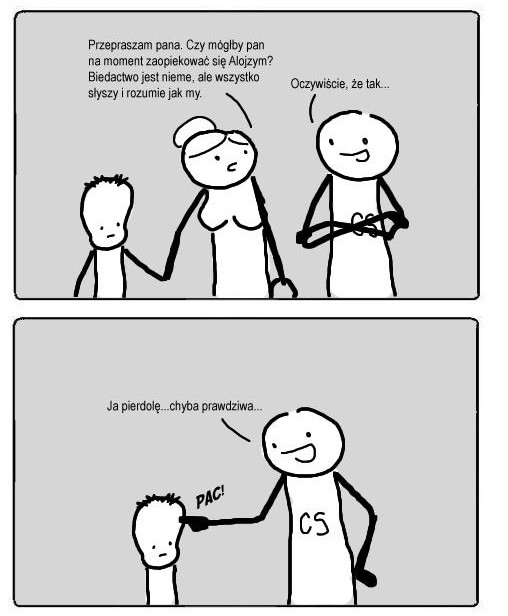 Przepraszam pana. Czy mógłby pan
na moment zaopiekować się Alojzym?
Biedactwo jest nieme, ale wszystko
słyszy i rozumie jak my.
Oczywiście, że tak...
CS
Ja pierdolę...chyba prawdziwa...
PAC!
CS